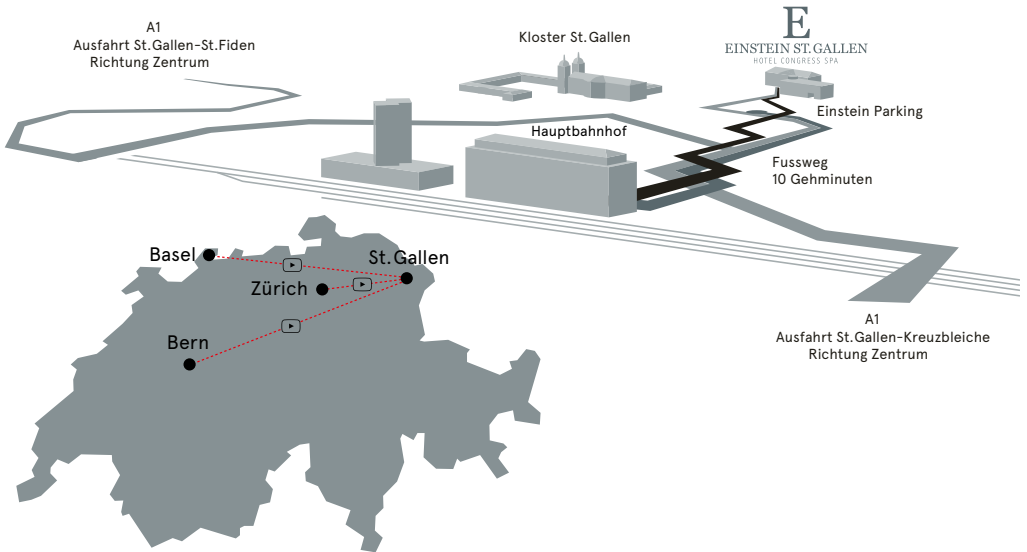 A1
Ausfahrt St.Gallen-St.Fiden
Richtung Zentrum
Kloster St.Gallen
E
EINSTEIN ST.GALLEN
HOTEL CONGRESS SPA
Einstein Parking
Hauptbahnhof
Fussweg
10 Gehminuten
Basel
St.Gallen
Zürich
Bern
A1
Ausfahrt St.Gallen-Kreuzbleiche
Richtung Zentrum